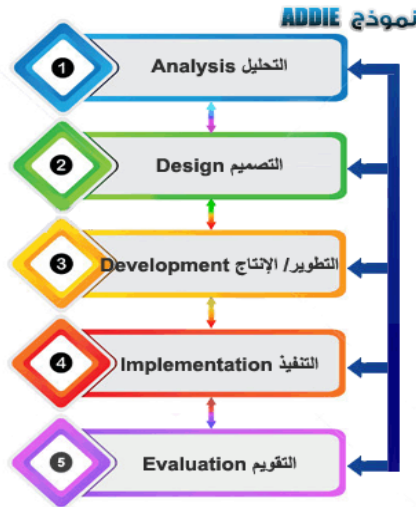 نموذج ADDIE
1
التحليل Analysis
2
التصميم Design
3
التطوير/ الإنتاج Development
4
التنفيذ Implementation
5
التقويم Evaluation